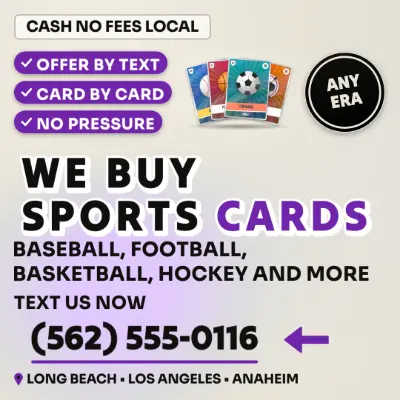 CASH NO FEES LOCAL
OFFER BY TEXT
CARD BY CARD
NO PRESSURE
ANY
ERA
WE BUY
SPORTS CARDS
BASEBALL, FOOTBALL,
BASKETBALL, HOCKEY AND MORE
TEXT US NOW
(562) 555-0116
LONG BEACH • LOS ANGELES • ANAHEIM